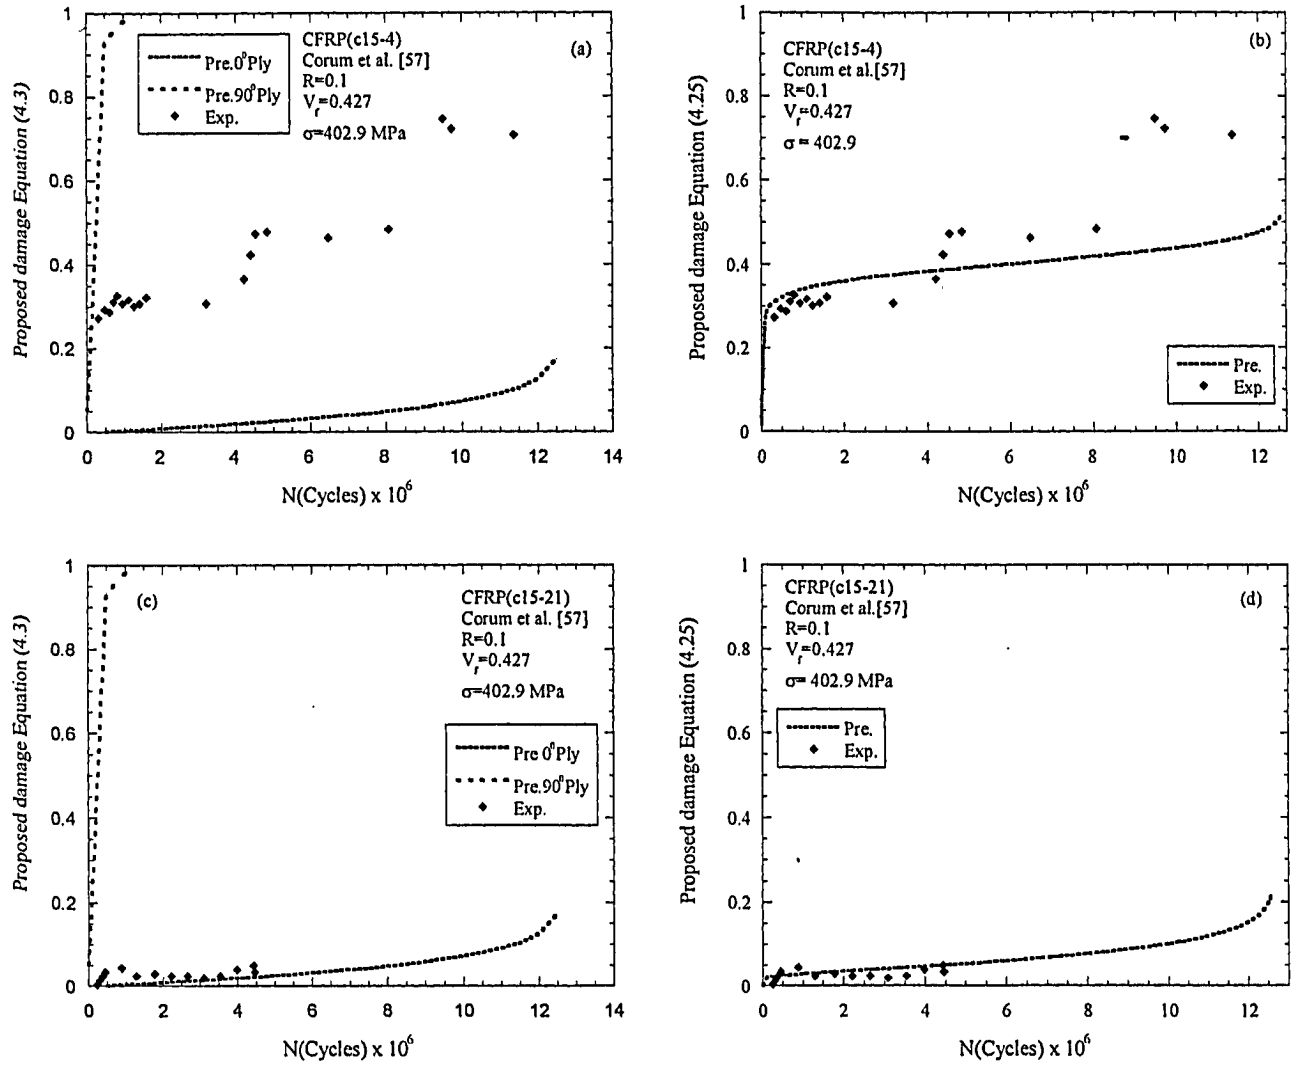 Proposed damage Equation (4.3)
1
0.8
0.6
0.4
0.2
0
Pre.0⁰Ply
Pre.90⁰Ply
Exp.
CFRP(c15-4)
Corum et al. [57]
R=0.1
Vf=0.427
σ=402.9 MPa
(a)
0 2 4 6 8 10 12 14
N(Cycles) x 10⁶
Proposed damage Equation (4.25)
1
0.8
0.6
0.4
0.2
0
CFRP(c15-4)
Corum et al.[57]
R=0.1
Vf=0.427
σ = 402.9
(b)
Pre.
Exp.
0 2 4 6 8 10 12
N(Cycles) x 10⁶
Proposed damage Equation (4.3)
1
0.8
0.6
0.4
0.2
0
(c)
CFRP(c15-21)
Corum et al. [57]
R=0.1
Vf=0.427
σ=402.9 MPa
Pre 0⁰Ply
Pre.90⁰Ply
Exp.
0 2 4 6 8 10 12 14
N(Cycles) x 10⁶
Proposed damage Equation (4.25)
1
0.8
0.6
0.4
0.2
0
CFRP(c15-21)
Corum et al.[57]
R=0.1
Vf=0.427
σ= 402.9 MPa
(d)
Pre.
Exp.
0 2 4 6 8 10 12
N(Cycles) x 10⁶